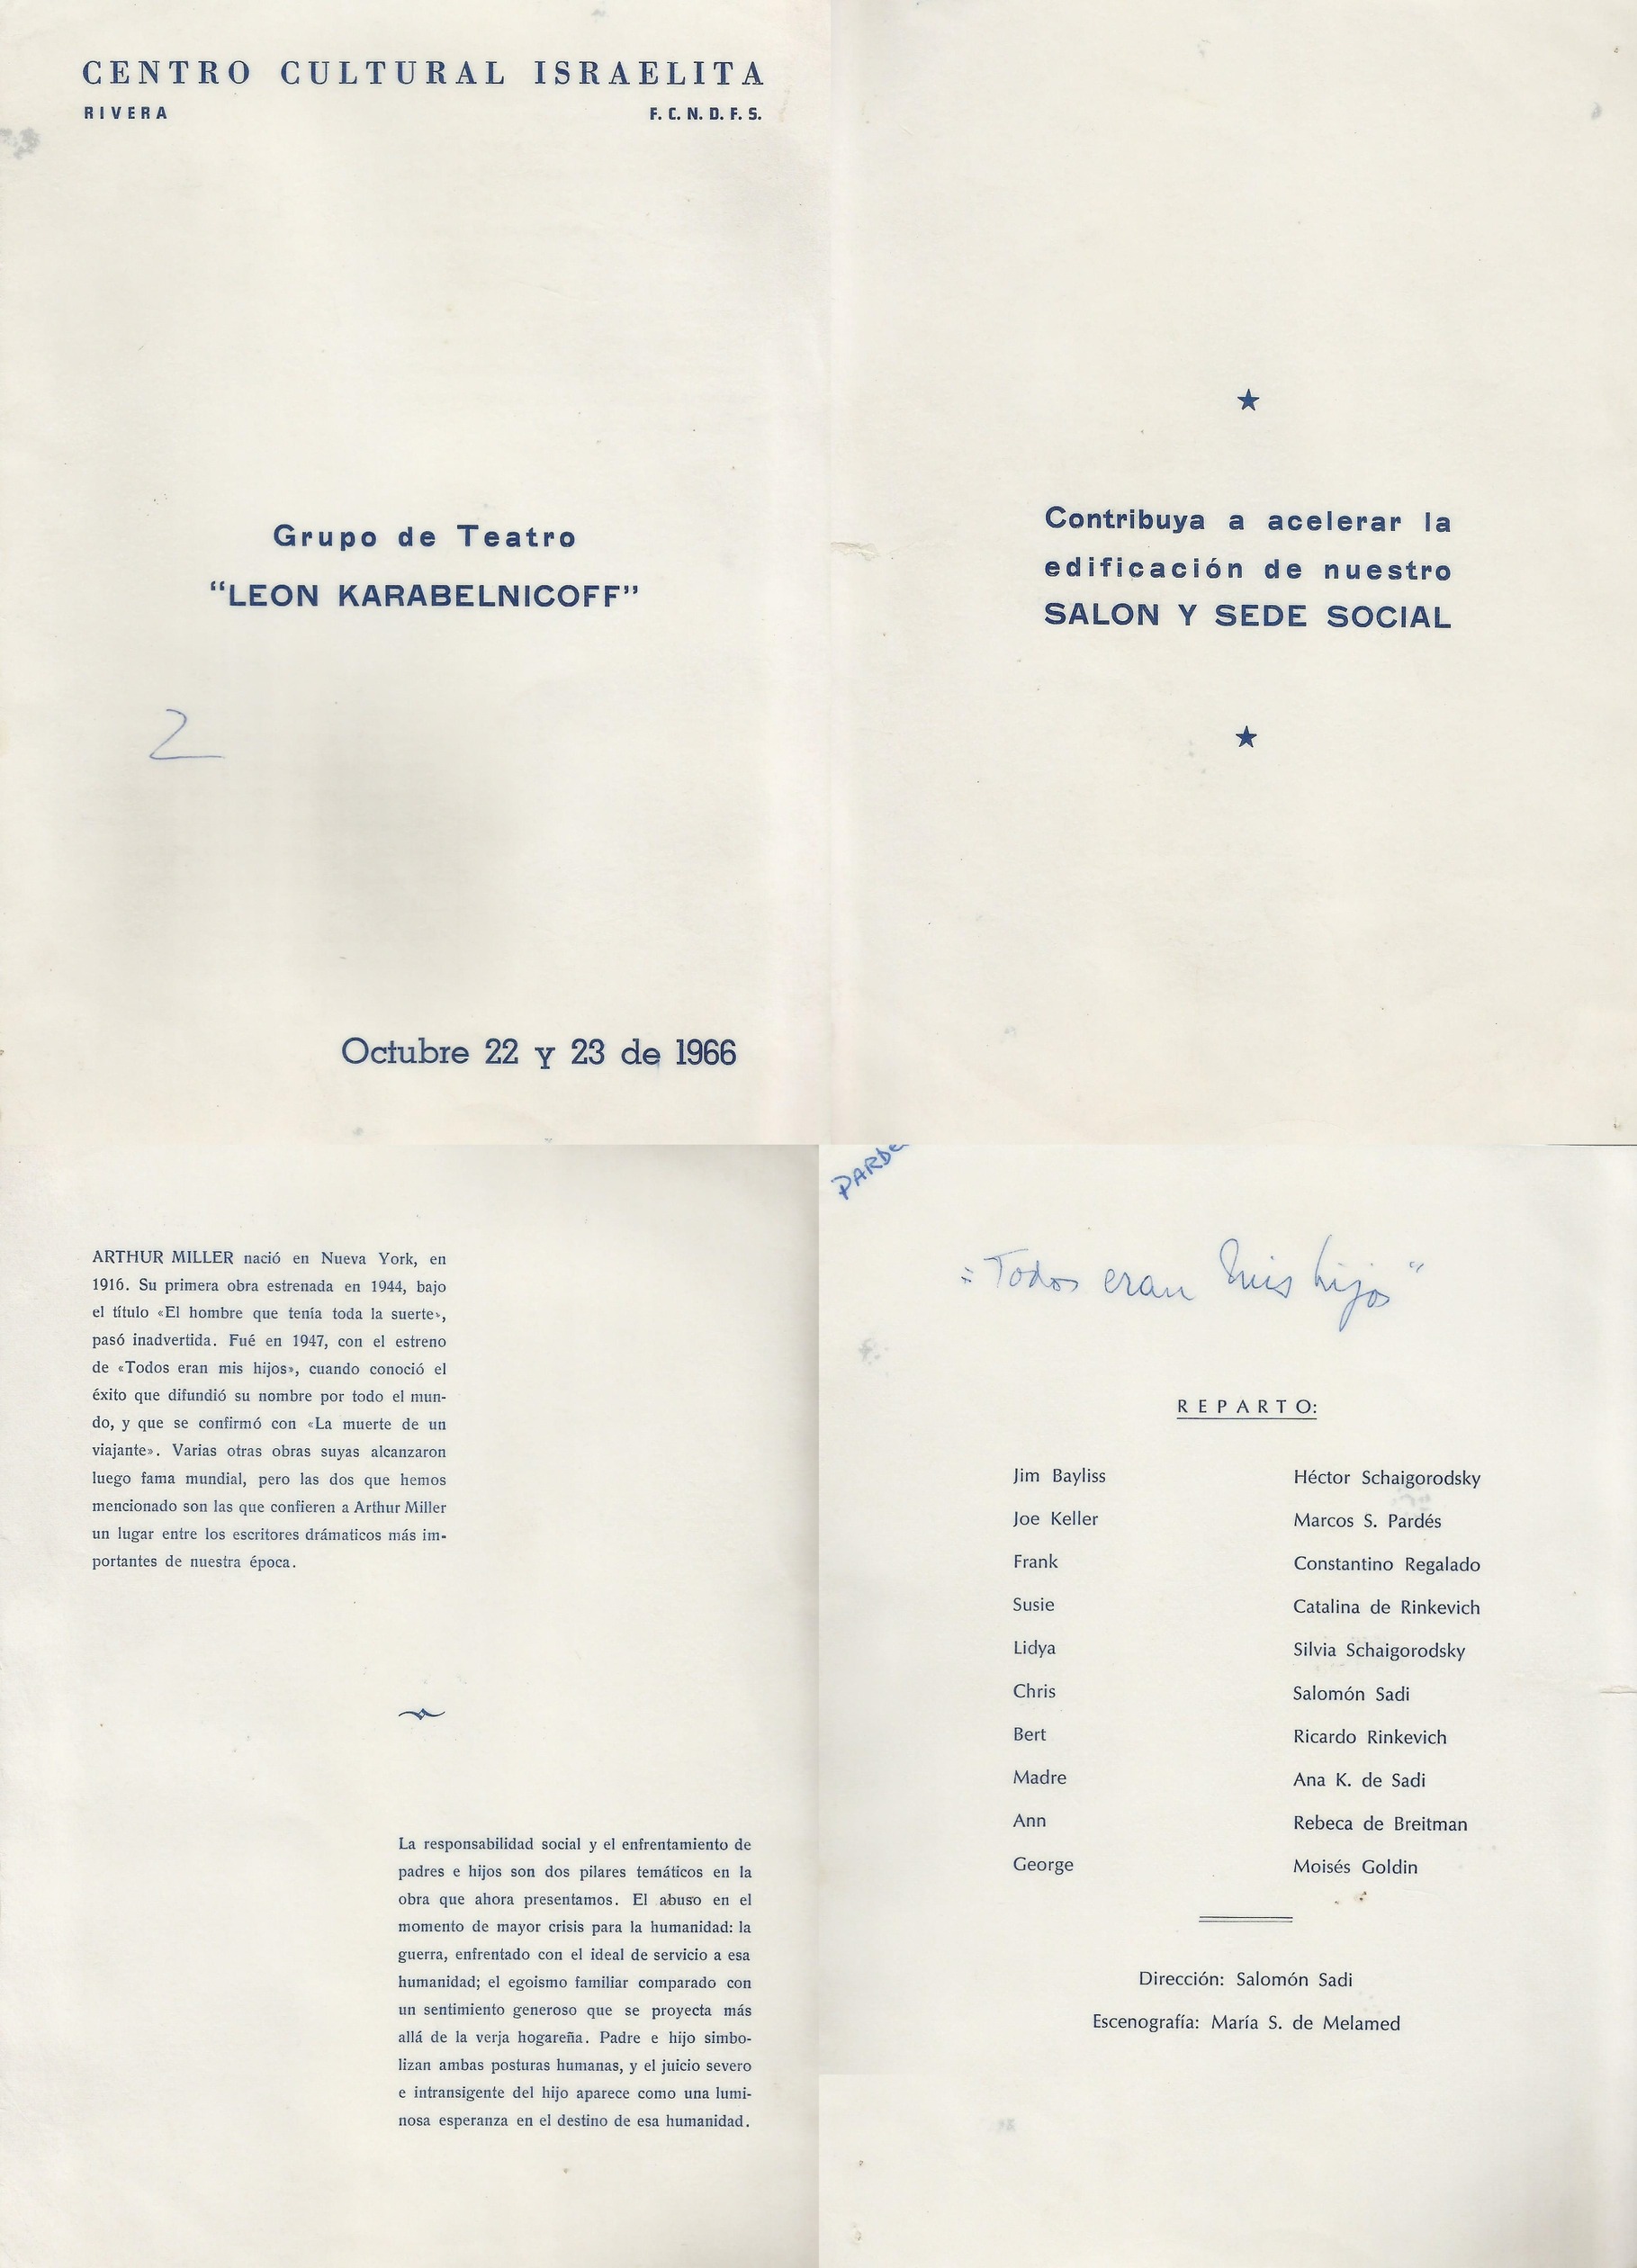 CENTRO CULTURAL ISRAELITA
RIVERA F. C. N. D. F. S.
Grupo de Teatro
“LEON KARABELNICOFF”
2
Octubre 22 y 23 de 1966
★
Contribuya a acelerar la
edificación de nuestro
SALON Y SEDE SOCIAL
★
ARTHUR MILLER nació en Nueva York, en
1916. Su primera obra estrenada en 1944, bajo
el título «El hombre que tenía toda la suerte»,
pasó inadvertida. Fué en 1947, con el estreno
de «Todos eran mis hijos», cuando conoció el
éxito que difundió su nombre por todo el mun-
do, y que se confirmó con «La muerte de un
viajante». Varias otras obras suyas alcanzaron
luego fama mundial, pero las dos que hemos
mencionado son las que confieren a Arthur Miller
un lugar entre los escritores drámaticos más im-
portantes de nuestra época.
La responsabilidad social y el enfrentamiento de
padres e hijos son dos pilares temáticos en la
obra que ahora presentamos. El abuso en el
momento de mayor crisis para la humanidad: la
guerra, enfrentado con el ideal de servicio a esa
humanidad; el egoismo familiar comparado con
un sentimiento generoso que se proyecta más
allá de la verja hogareña. Padre e hijo simbo-
lizan ambas posturas humanas, y el juicio severo
e intransigente del hijo aparece como una lumi-
nosa esperanza en el destino de esa humanidad.
"Todos eran mis hijos"
REPARTO:
Jim Bayliss Héctor Schaigorodsky
Joe Keller Marcos S. Pardés
Frank Constantino Regalado
Susie Catalina de Rinkevich
Lidya Silvia Schaigorodsky
Chris Salomón Sadi
Bert Ricardo Rinkevich
Madre Ana K. de Sadi
Ann Rebeca de Breitman
George Moisés Goldin
Dirección: Salomón Sadi
Escenografía: María S. de Melamed